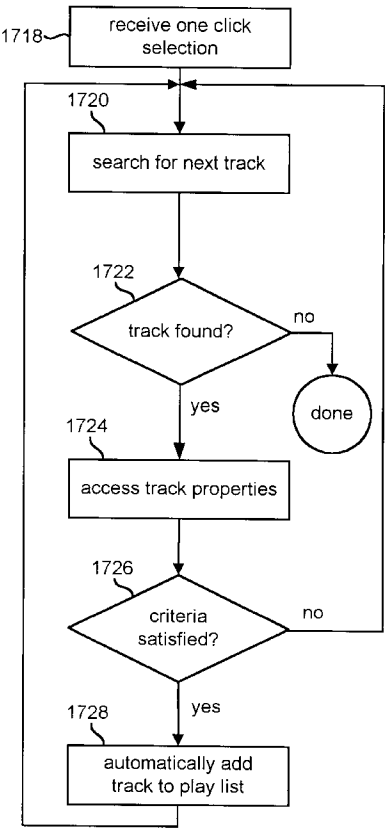 1718
receive one click
selection
1720
search for next track
1722
track found?
no
yes
done
1724
access track properties
1726
criteria
satisfied?
no
yes
1728
automatically add
track to play list